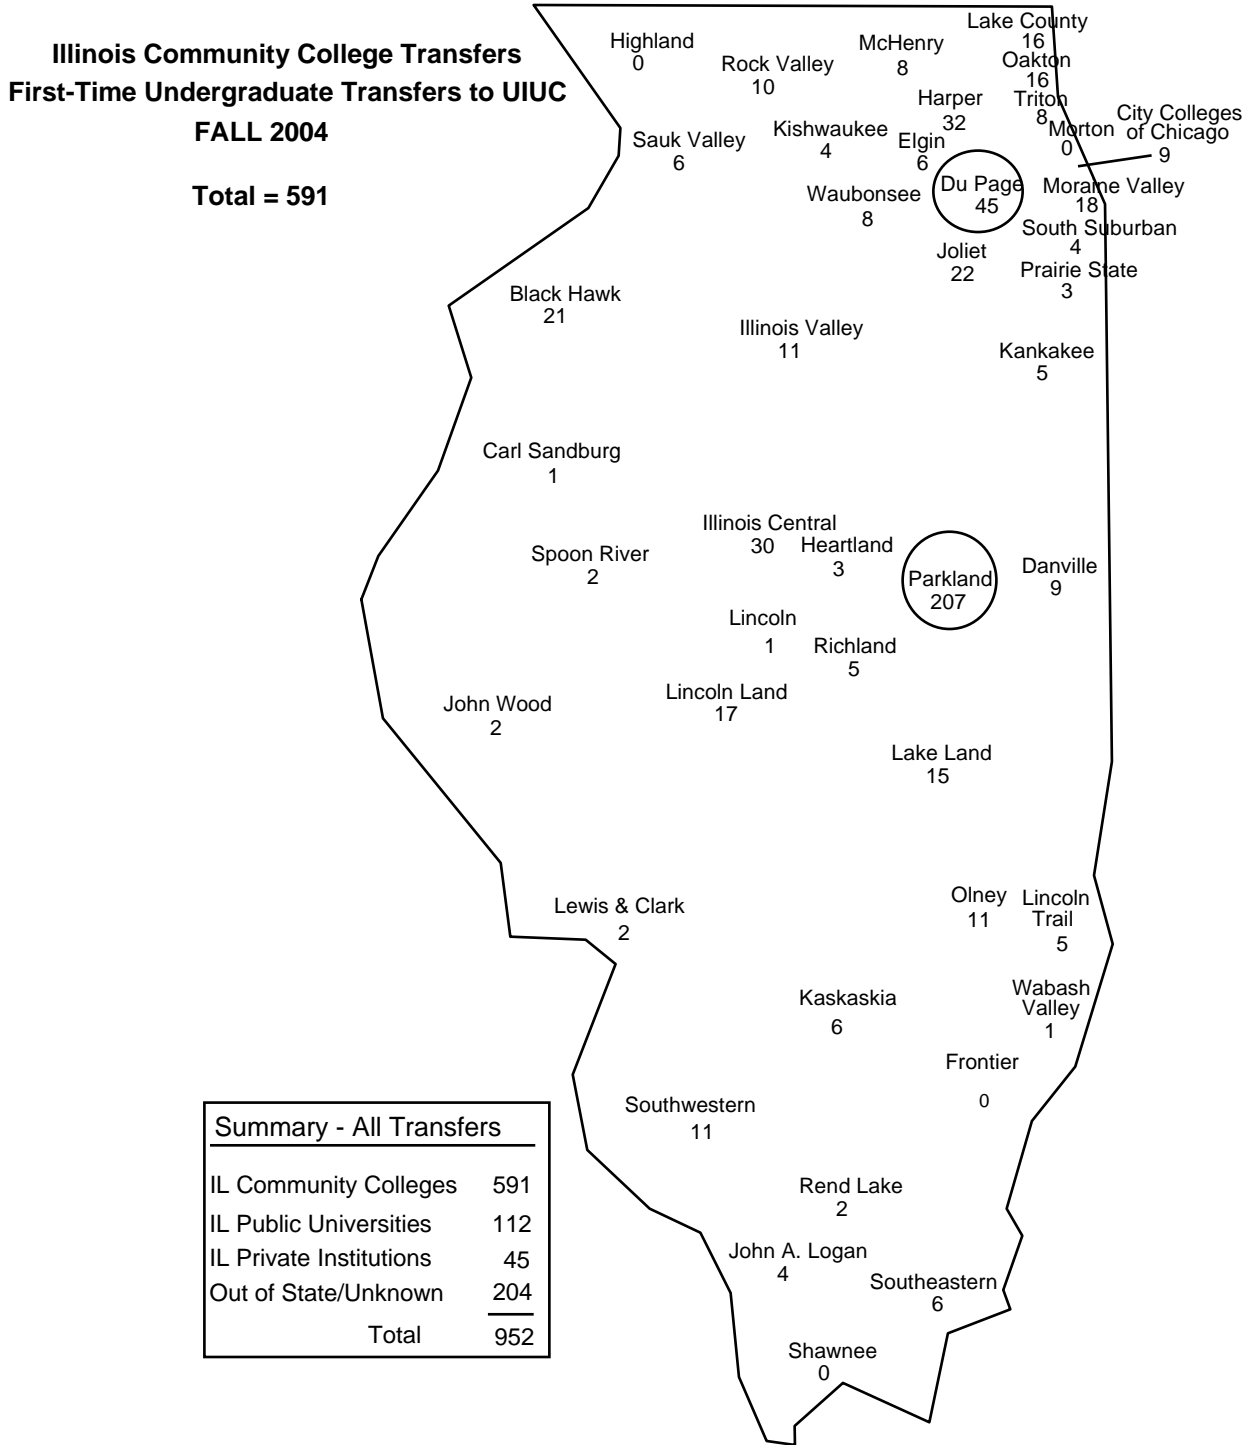 Illinois Community College Transfers
First-Time Undergraduate Transfers to UIUC
FALL 2004
Total = 591
Lake County
16
Highland
0
McHenry
8
Rock Valley
10
Oakton
16
Harper
32
Triton
8
City Colleges
of Chicago
9
Morton
0
Sauk Valley
6
Kishwaukee
4
Elgin
6
Du Page
45
Moraine Valley
18
Waubonsee
8
South Suburban
4
Joliet
22
Prairie State
3
Black Hawk
21
Illinois Valley
11
Kankakee
5
Carl Sandburg
1
Illinois Central
30
Heartland
3
Spoon River
2
Parkland
207
Danville
9
Lincoln
1
Richland
5
Lincoln Land
17
John Wood
2
Lake Land
15
Lewis & Clark
2
Olney
11
Lincoln
Trail
5
Kaskaskia
6
Wabash
Valley
1
Frontier
0
Southwestern
11
Rend Lake
2
John A. Logan
4
Southeastern
6
Shawnee
0
Summary - All Transfers
IL Community Colleges 591
IL Public Universities 112
IL Private Institutions 45
Out of State/Unknown 204
Total 952